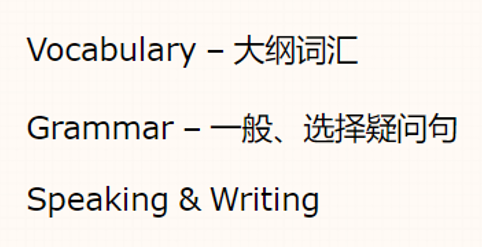 Vocabulary – 大纲词汇
Grammar – 一般、选择疑问句
Speaking & Writing